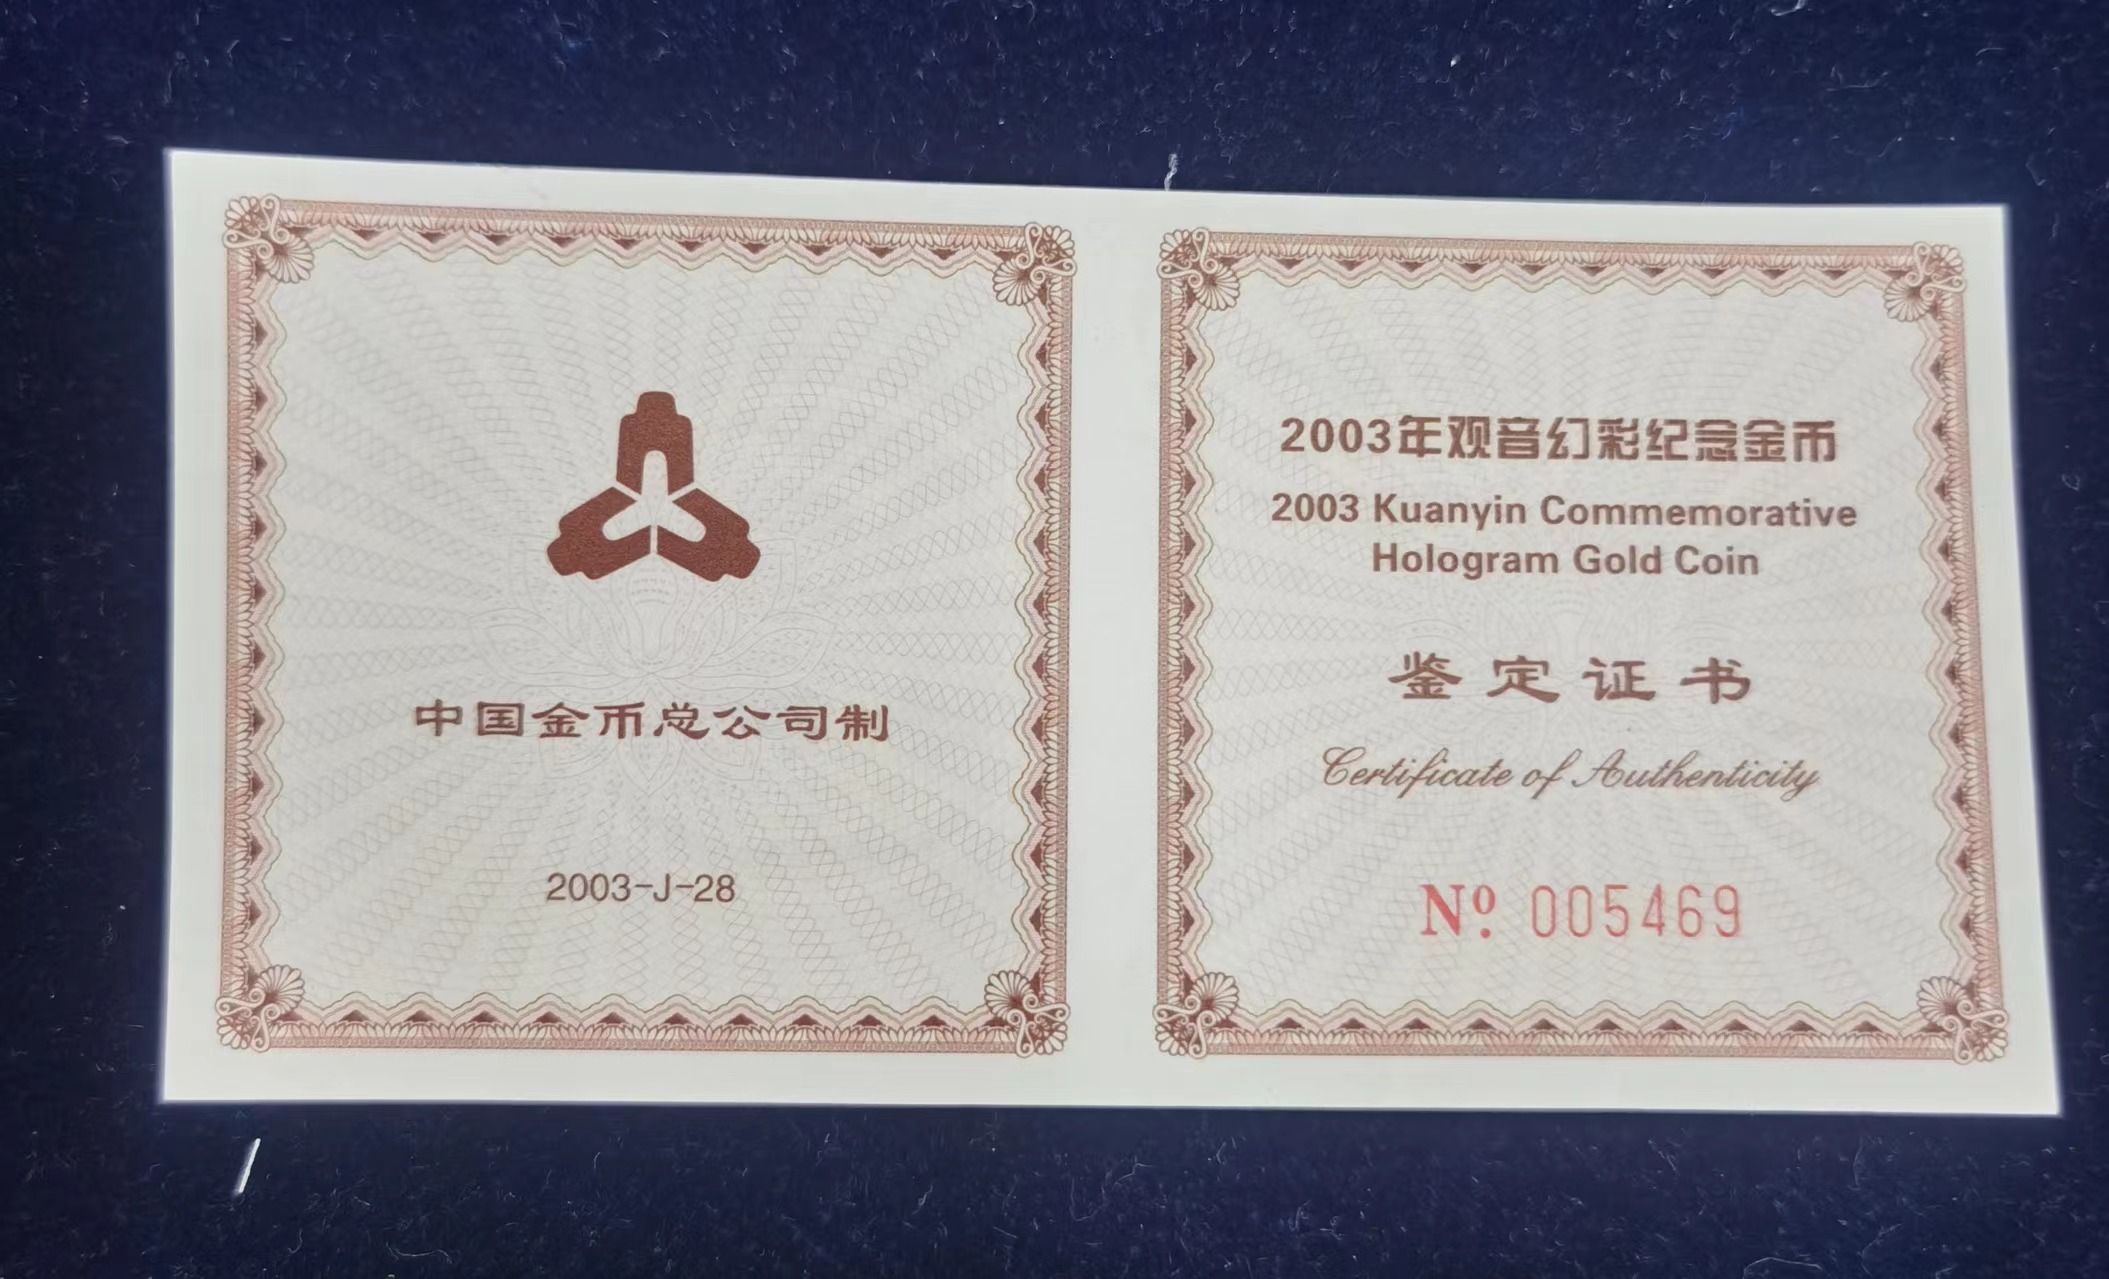 中国金币总公司制
2003-J-28
2003年观音幻彩纪念金币
2003 Kuanyin Commemorative
Hologram Gold Coin
鉴定证书
Certificate of Authenticity
Nº 005469